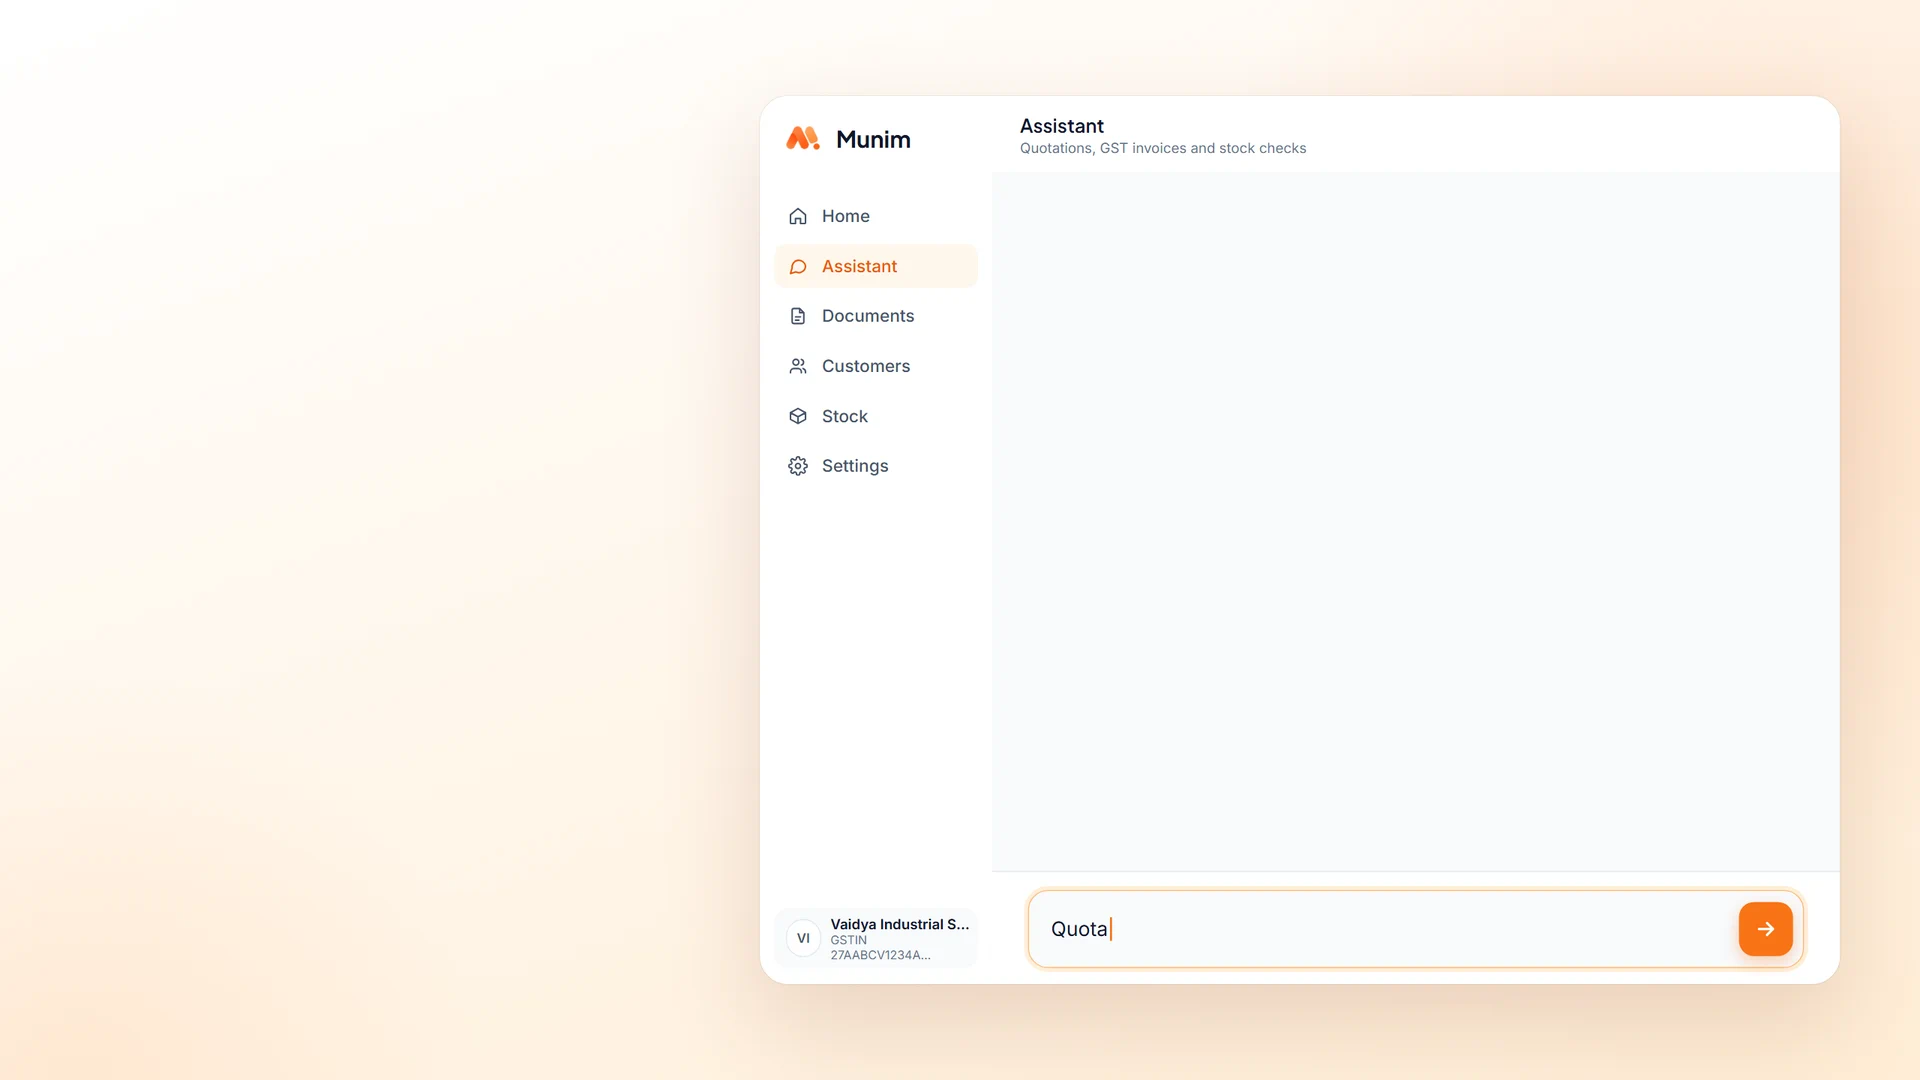 Munim
Home
Assistant
Documents
Customers
Stock
Settings
VI
Vaidya Industrial S...
GSTIN
27AABCV1234A...
Assistant
Quotations, GST invoices and stock checks
Quota